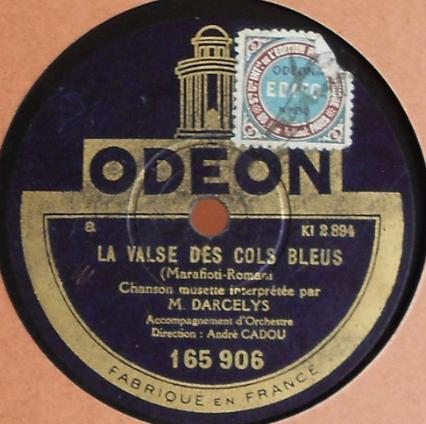 ODEON
EDIFO
ODEON
a
KI 2.894
LA VALSE DES COLS BLEUS
(Marafioti-Romani
Chanson musette interprétée par
M. DARCELYS
Accompagnement d'Orchestre
Direction : André CADOU
165 906
FABRIQUÉ EN FRANCE